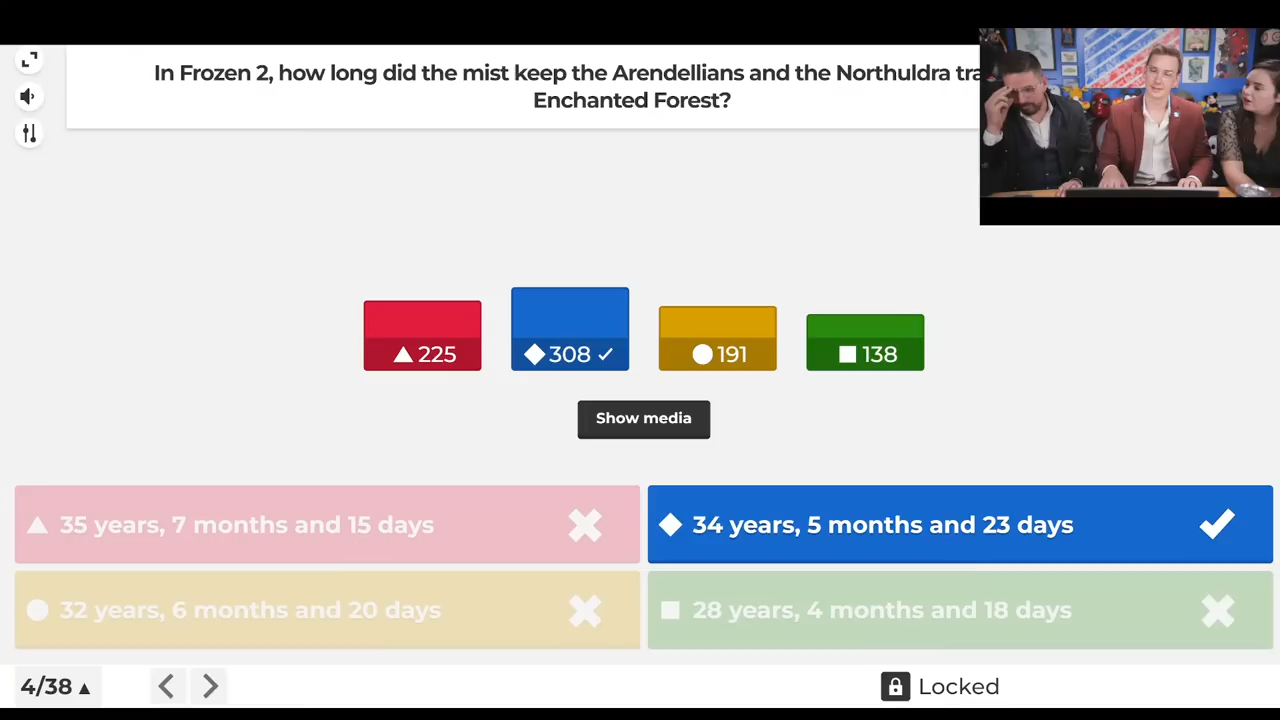 In Frozen 2, how long did the mist keep the Arendellians and the Northuldra
Enchanted Forest?
225
308
191
138
Show media
35 years, 7 months and 15 days
34 years, 5 months and 23 days
32 years, 6 months and 20 days
28 years, 4 months and 18 days
4/38
Locked